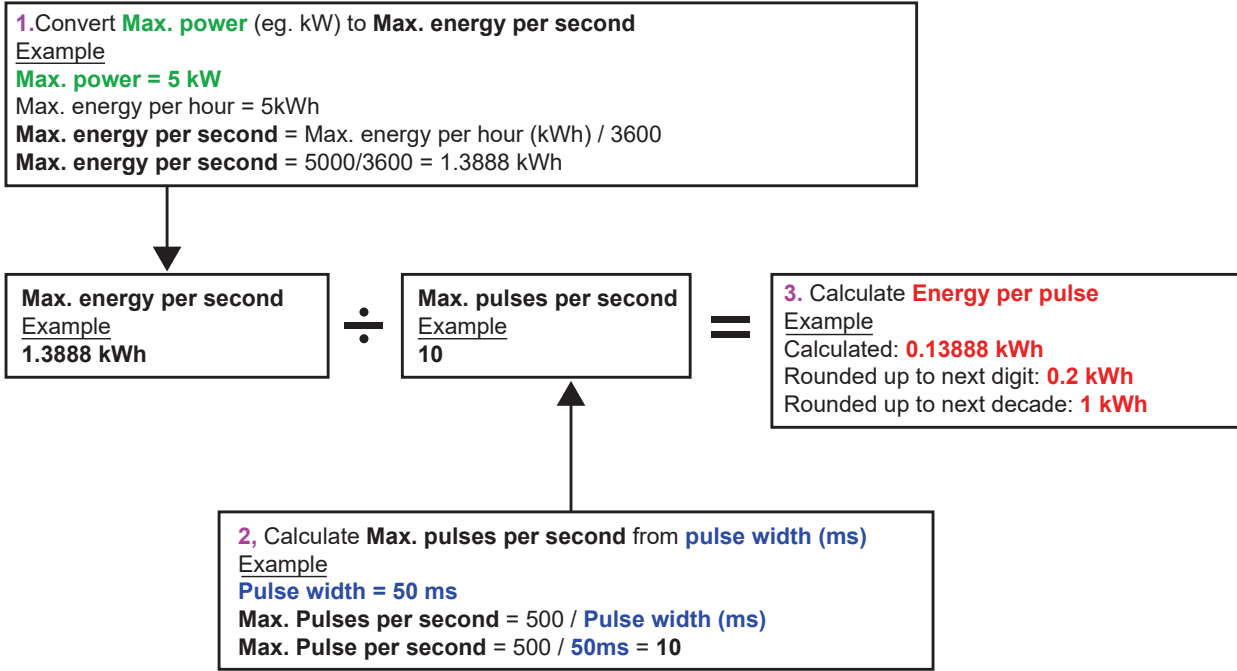 1.Convert Max. power (eg. kW) to Max. energy per second
Example
Max. power = 5 kW
Max. energy per hour = 5kWh
Max. energy per second = Max. energy per hour (kWh) / 3600
Max. energy per second = 5000/3600 = 1.3888 kWh
Max. energy per second
Example
1.3888 kWh
÷
Max. pulses per second
Example
10
=
3. Calculate Energy per pulse
Example
Calculated: 0.13888 kWh
Rounded up to next digit: 0.2 kWh
Rounded up to next decade: 1 kWh
2, Calculate Max. pulses per second from pulse width (ms)
Example
Pulse width = 50 ms
Max. Pulses per second = 500 / Pulse width (ms)
Max. Pulse per second = 500 / 50ms = 10